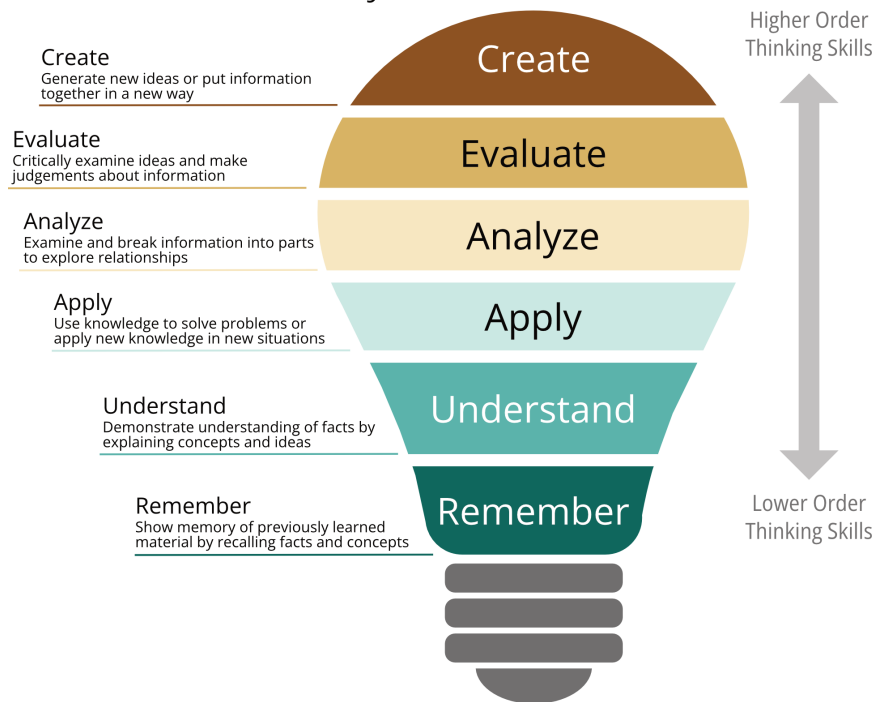 Create
Generate new ideas or put information
together in a new way
Evaluate
Critically examine ideas and make
judgements about information
Analyze
Examine and break information into parts
to explore relationships
Apply
Use knowledge to solve problems or
apply new knowledge in new situations
Understand
Demonstrate understanding of facts by
explaining concepts and ideas
Remember
Show memory of previously learned
material by recalling facts and concepts
Create
Evaluate
Analyze
Apply
Understand
Remember
Higher Order
Thinking Skills
Lower Order
Thinking Skills